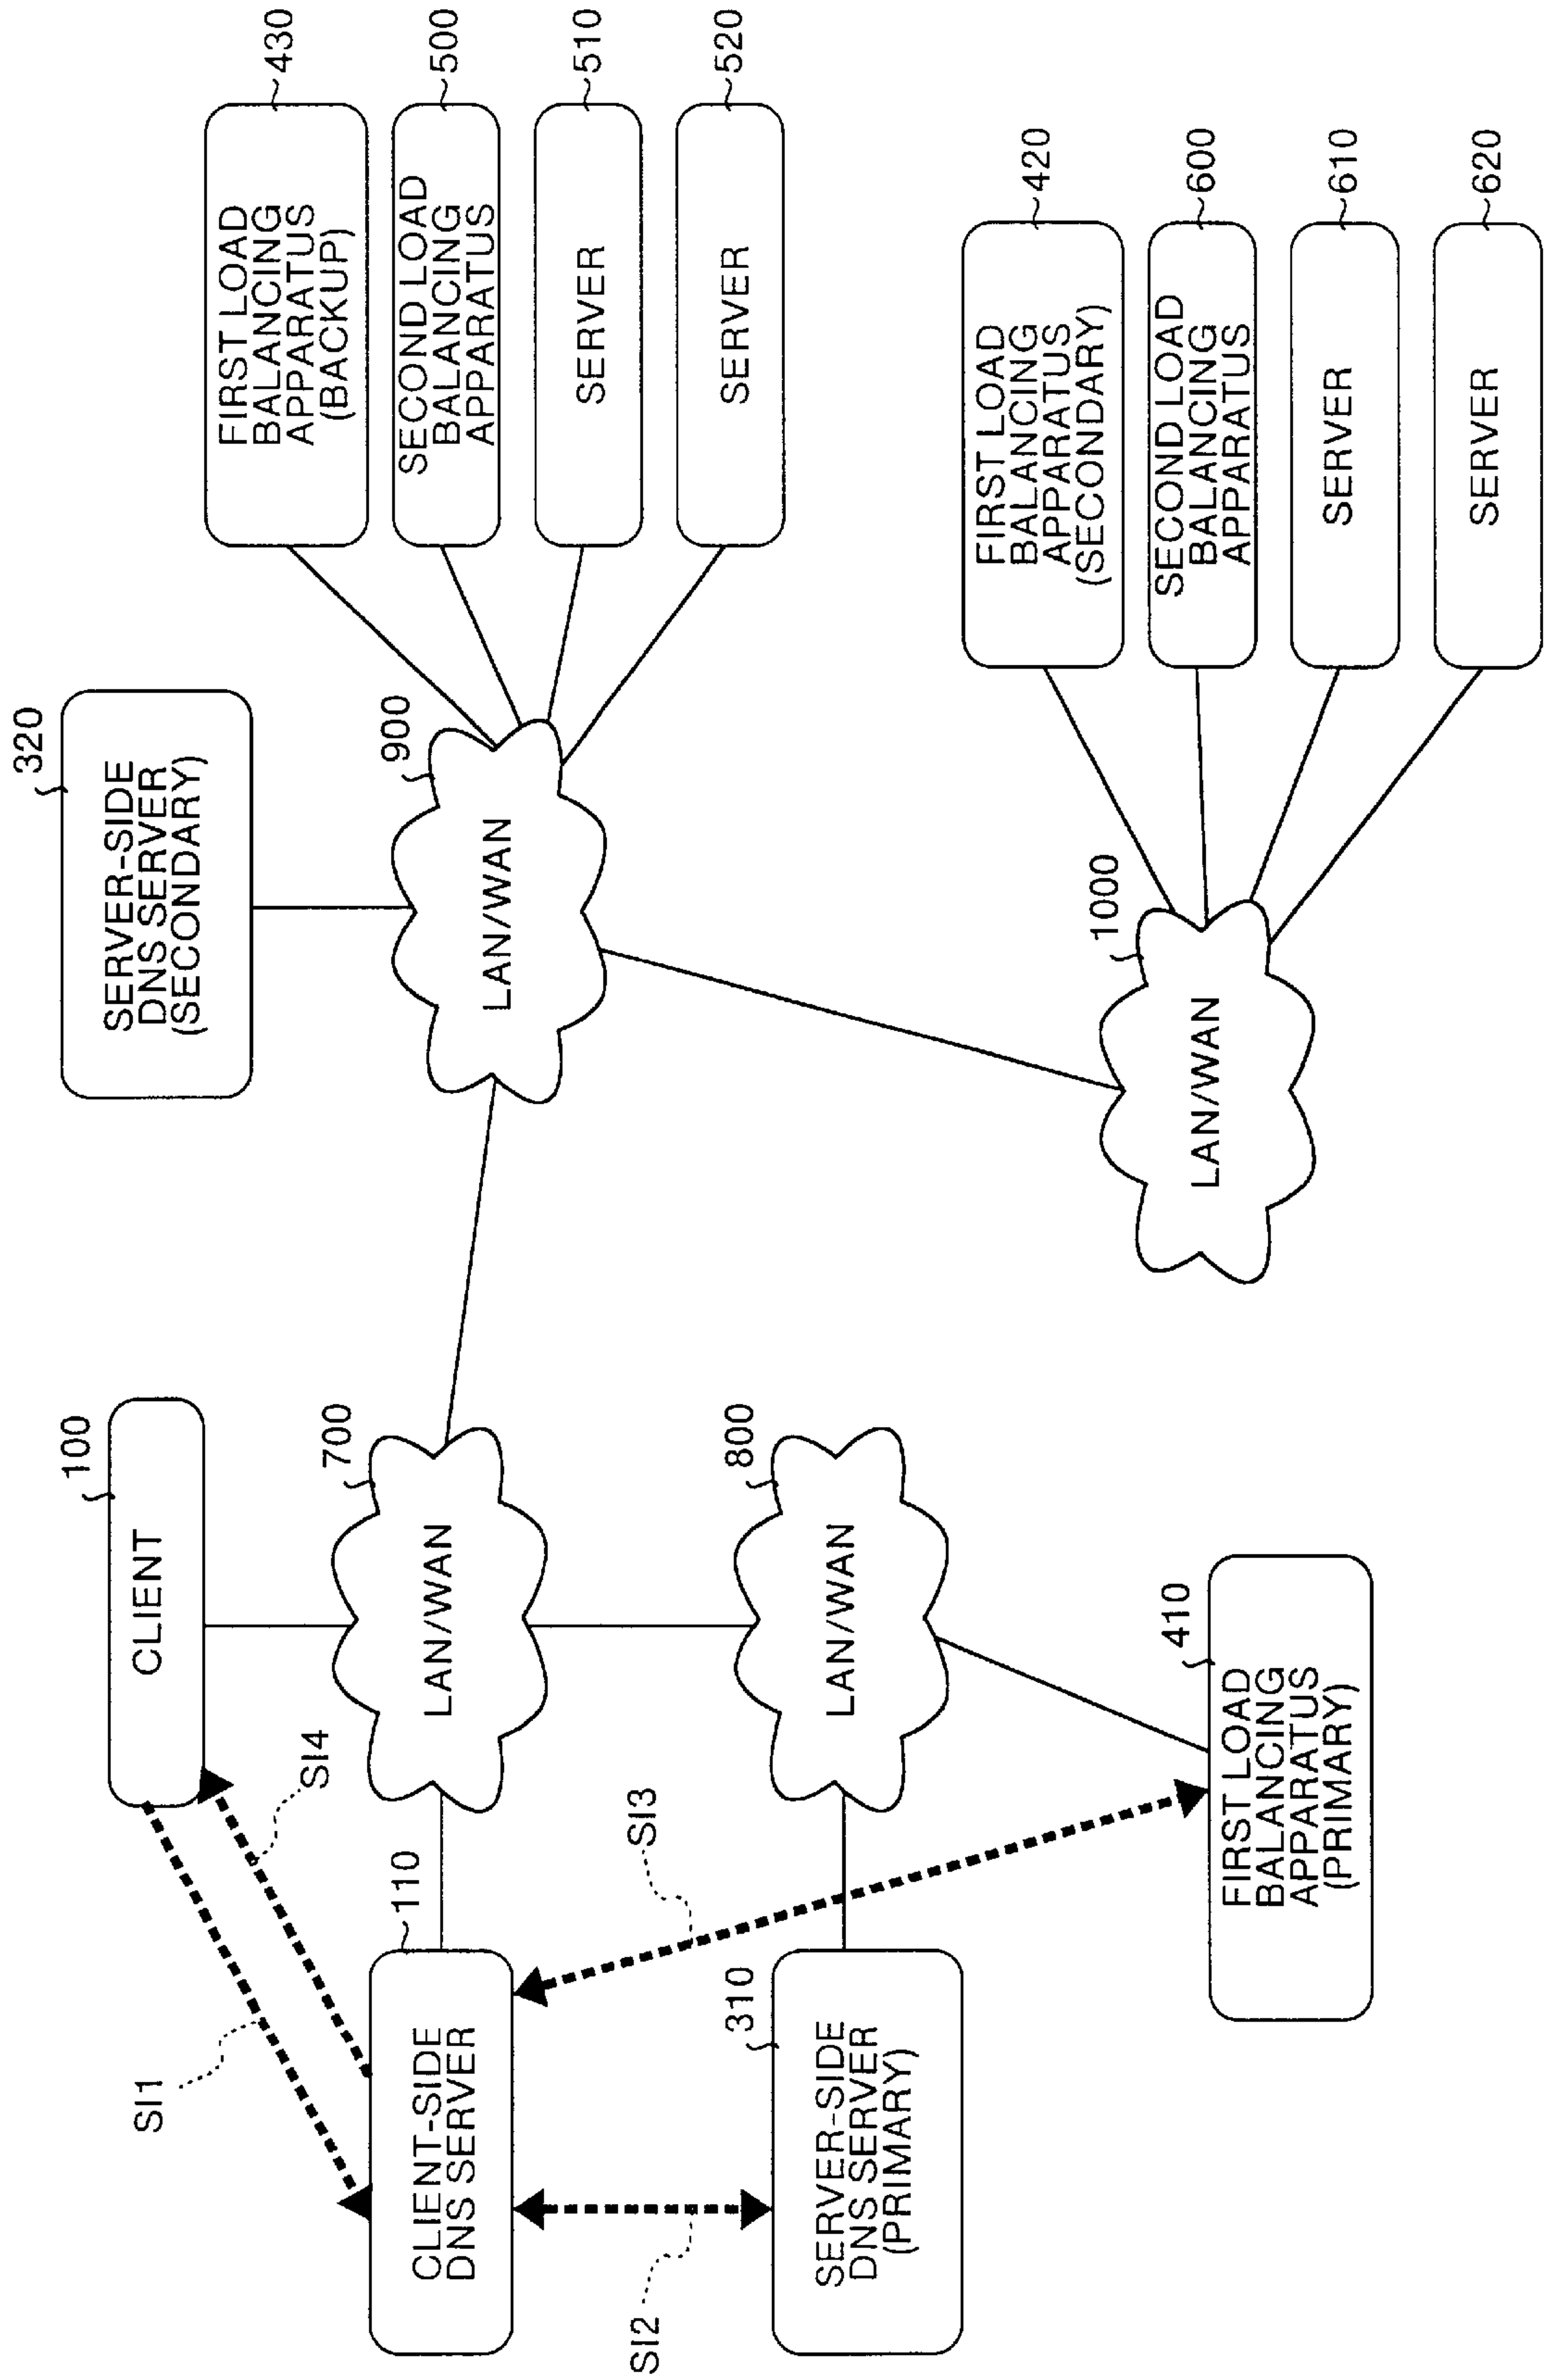 100
CLIENT
SI1
SI4
110
CLIENT-SIDE
DNS SERVER
700
LAN/WAN
SI2
SI3
310
SERVER-SIDE
DNS SERVER
(PRIMARY)
800
LAN/WAN
410
FIRST LOAD
BALANCING
APPARATUS
(PRIMARY)
320
SERVER-SIDE
DNS SERVER
(SECONDARY)
900
LAN/WAN
FIRST LOAD
BALANCING
APPARATUS
(BACKUP)
430
SECOND LOAD
BALANCING
APPARATUS
500
SERVER
510
SERVER
520
1000
LAN/WAN
FIRST LOAD
BALANCING
APPARATUS
(SECONDARY)
420
SECOND LOAD
BALANCING
APPARATUS
600
SERVER
610
SERVER
620